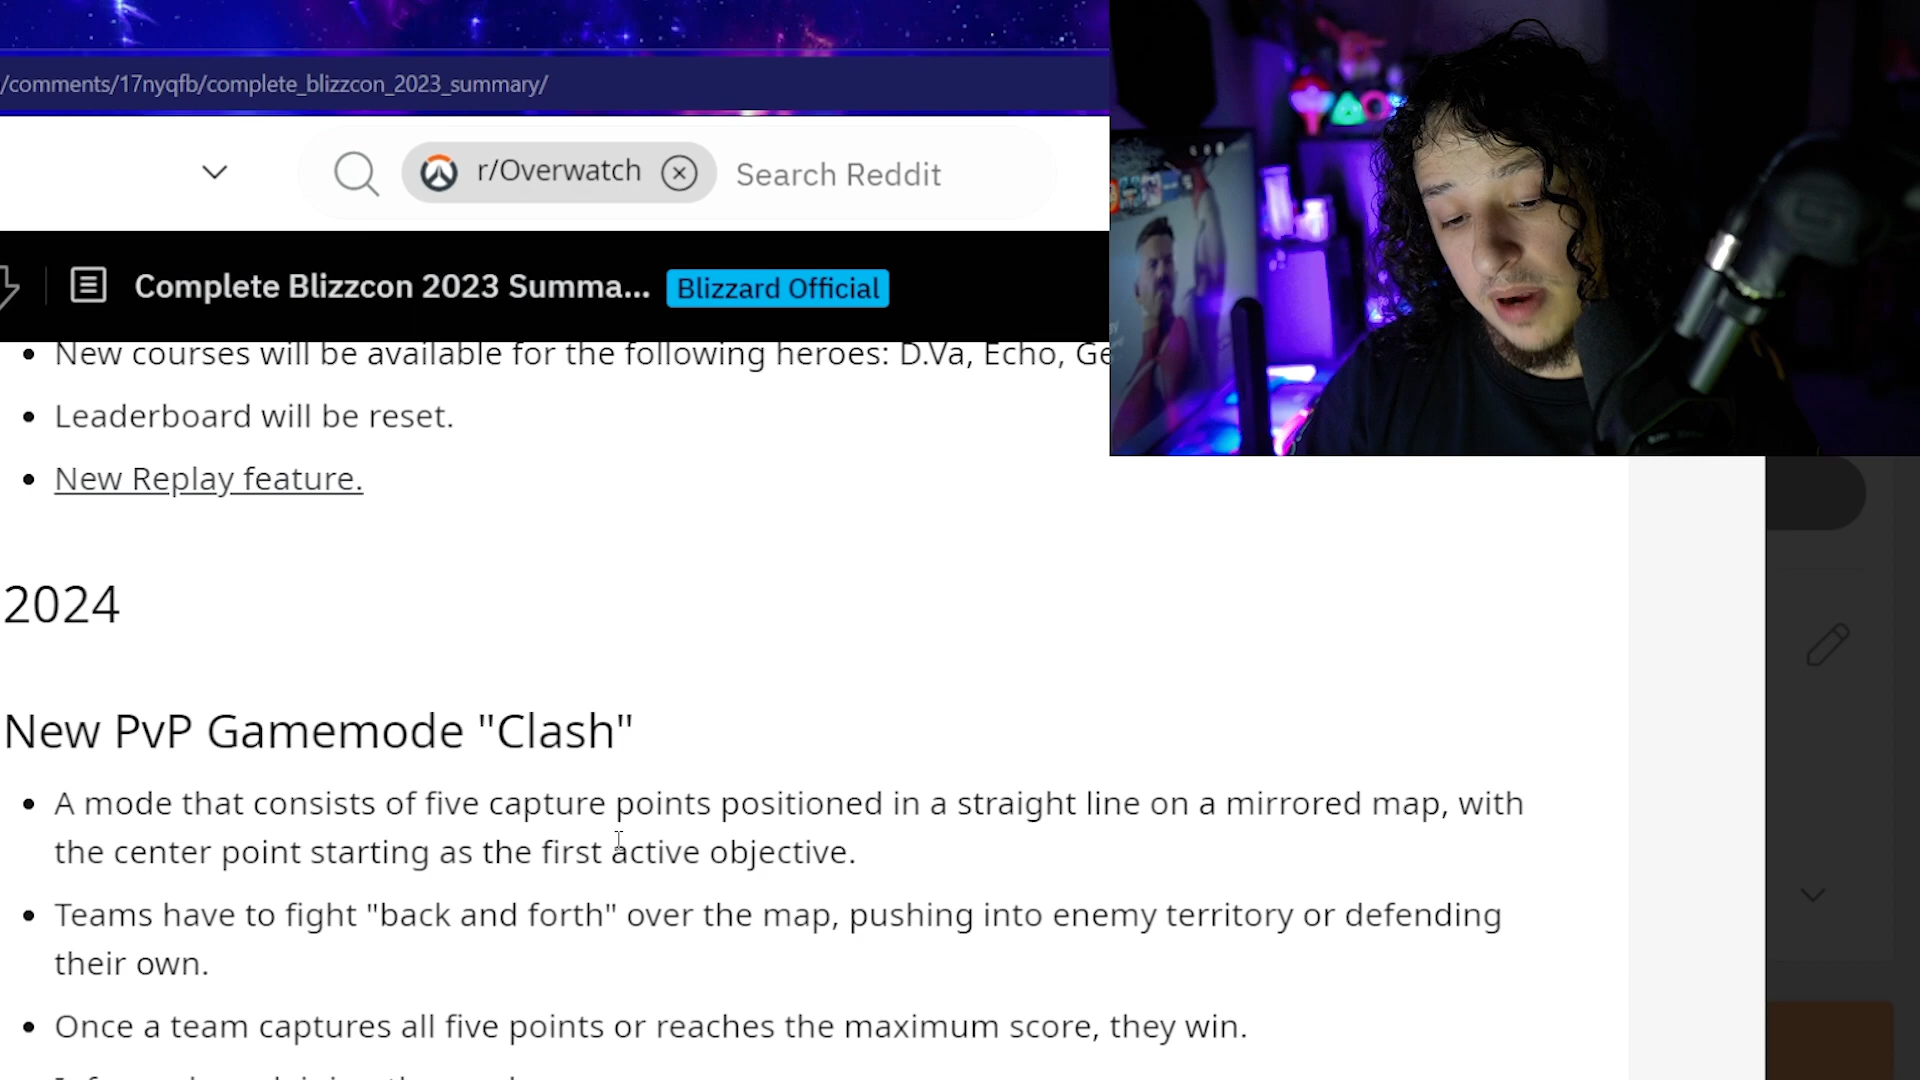 /comments/17nyqfb/complete_blizzcon_2023_summary/
r/Overwatch
Search Reddit
Complete Blizzcon 2023 Summa...
Blizzard Official
New courses will be available for the following heroes: D.Va, Echo, Ge
Leaderboard will be reset.
New Replay feature.
2024
New PvP Gamemode "Clash"
A mode that consists of five capture points positioned in a straight line on a mirrored map, with
the center point starting as the first active objective.
Teams have to fight "back and forth" over the map, pushing into enemy territory or defending
their own.
Once a team captures all five points or reaches the maximum score, they win.